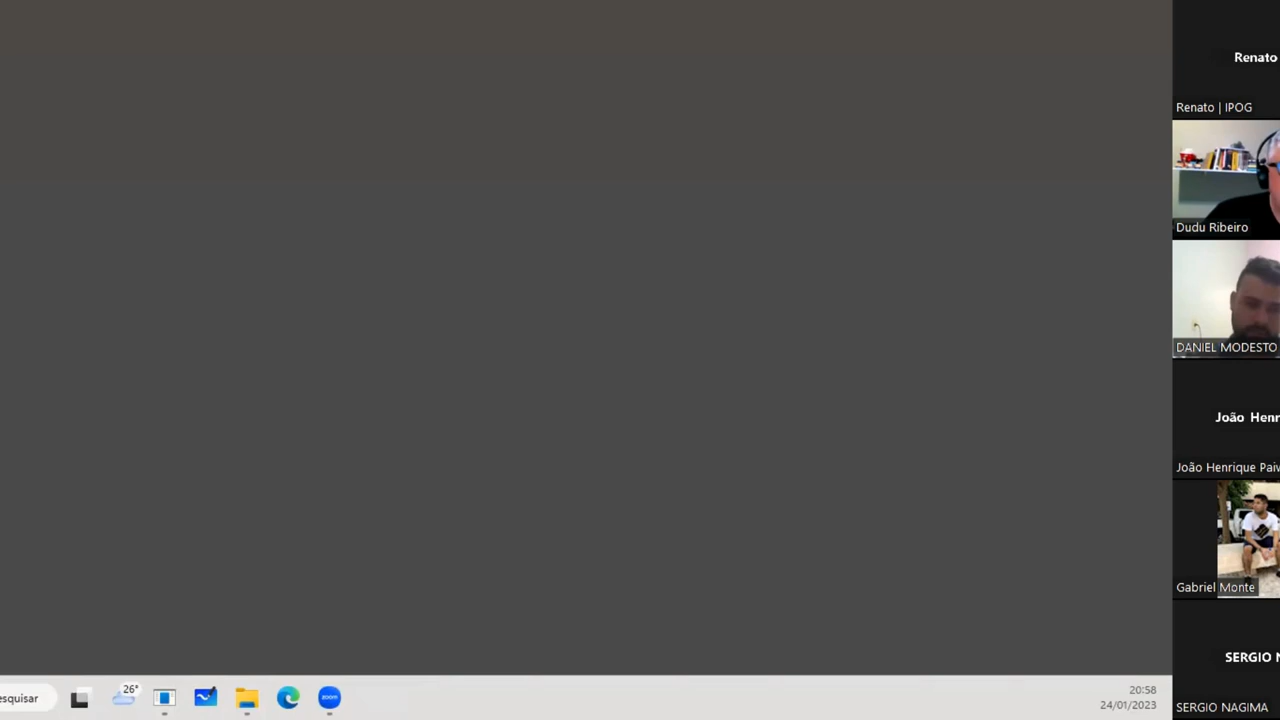 Renato
Renato | IPOG
Dudu Ribeiro
DANIEL MODESTO
João Henr
João Henrique Paiv
Gabriel Monte
SERGIO N
SERGIO NAGIMA
esquisar
26°
zoom
20:58
24/01/2023